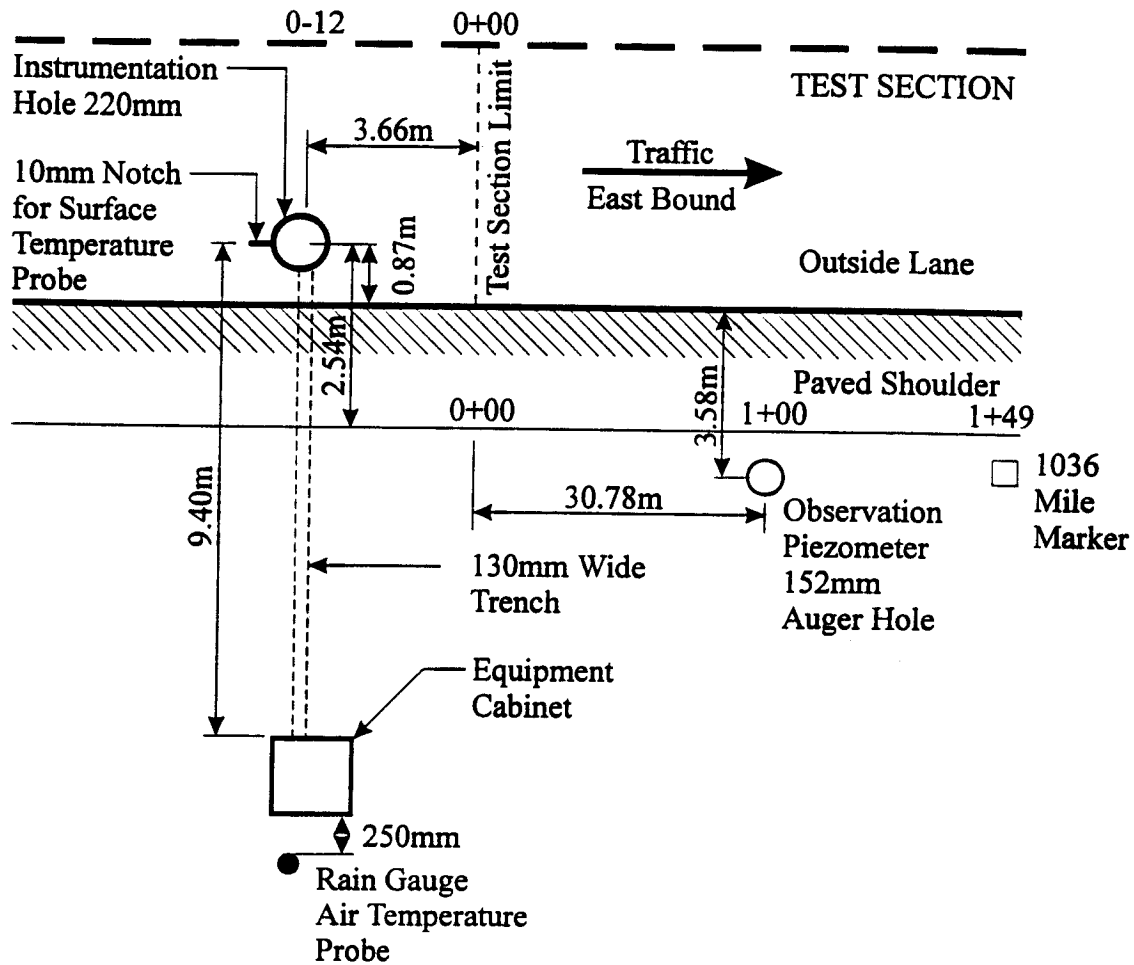 0-12
0+00
Instrumentation
Hole 220mm
TEST SECTION
Test Section Limit
3.66m
Traffic
East Bound
10mm Notch
for Surface
Temperature
Probe
0.87m
Outside Lane
2.54m
3.58m
Paved Shoulder
0+00
1+00
1+49
9.40m
30.78m
1036
Mile
Marker
Observation
Piezometer
152mm
Auger Hole
130mm Wide
Trench
Equipment
Cabinet
250mm
Rain Gauge
Air Temperature
Probe